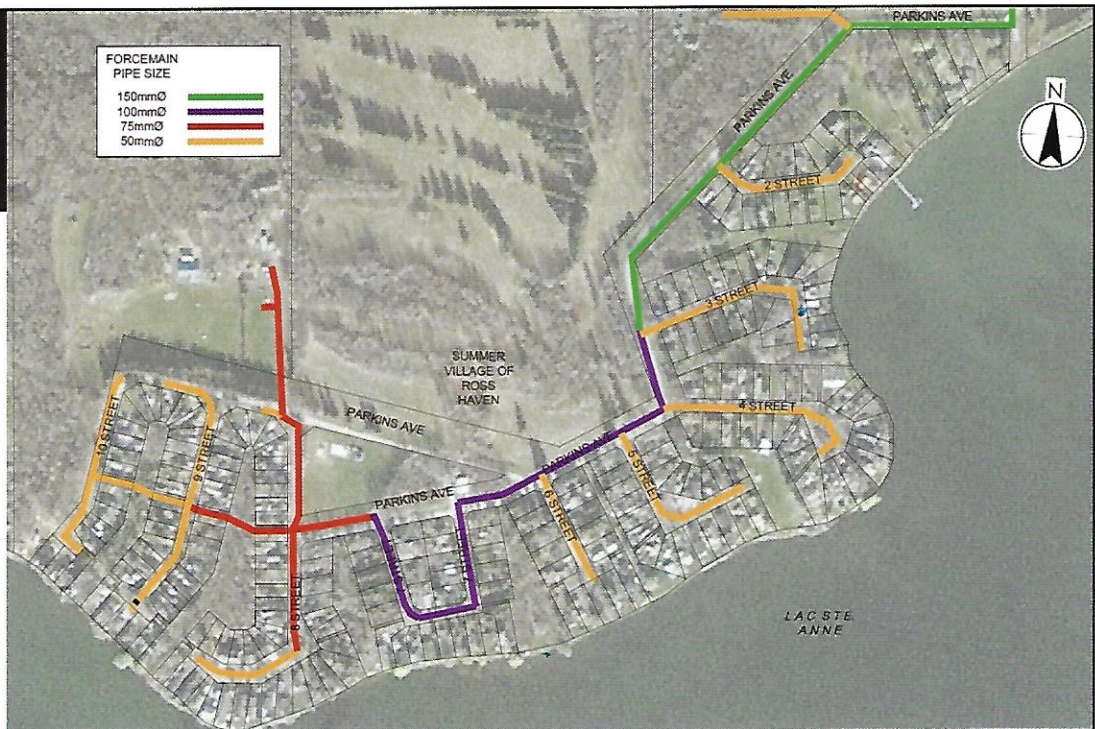 PARKINS AVE
FORCEMAIN
PIPE SIZE
150mmØ
100mmØ
75mmØ
50mmØ
N
PARKINS AVE
2 STREET
3 STREET
SUMMER
VILLAGE OF
ROSS
HAVEN
4 STREET
PARKINS AVE
10 STREET
9 STREET
PARKINS AVE
5 STREET
PARKINS AVE
6 STREET
8 STREET
LAC STE
ANNE